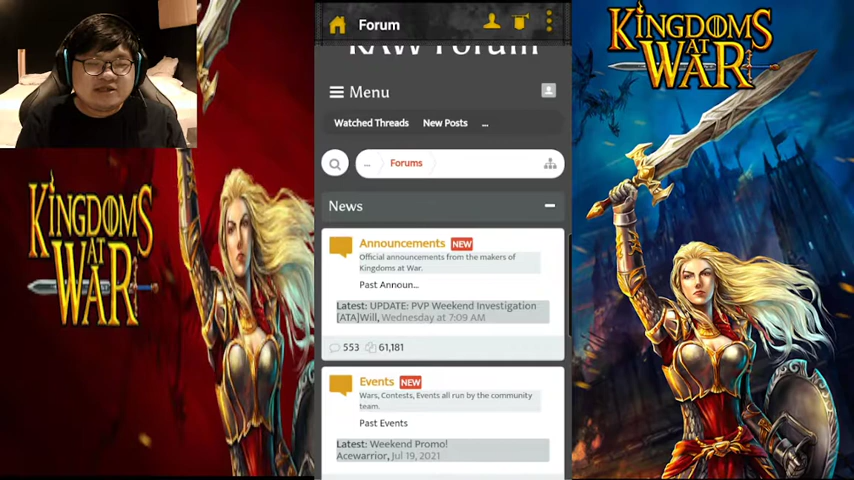 Forum
KAW Forum
Menu
Watched Threads New Posts ...
... Forums
News
Announcements NEW
Official announcements from the makers of
Kingdoms at War.
Past Announ...
Latest: UPDATE: PVP Weekend Investigation
[ATA]Will, Wednesday at 7:09 AM
553 61,181
Events NEW
Wars, Contests, Events all run by the community
team.
Past Events
Latest: Weekend Promo!
Acewarrior, Jul 19, 2021
KINGDOMS
AT
WAR
KINGDOMS
AT
WAR